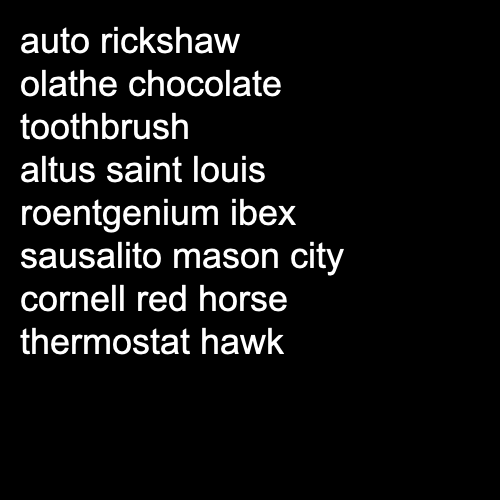 auto rickshaw
olathe chocolate
toothbrush
altus saint louis
roentgenium ibex
sausalito mason city
cornell red horse
thermostat hawk